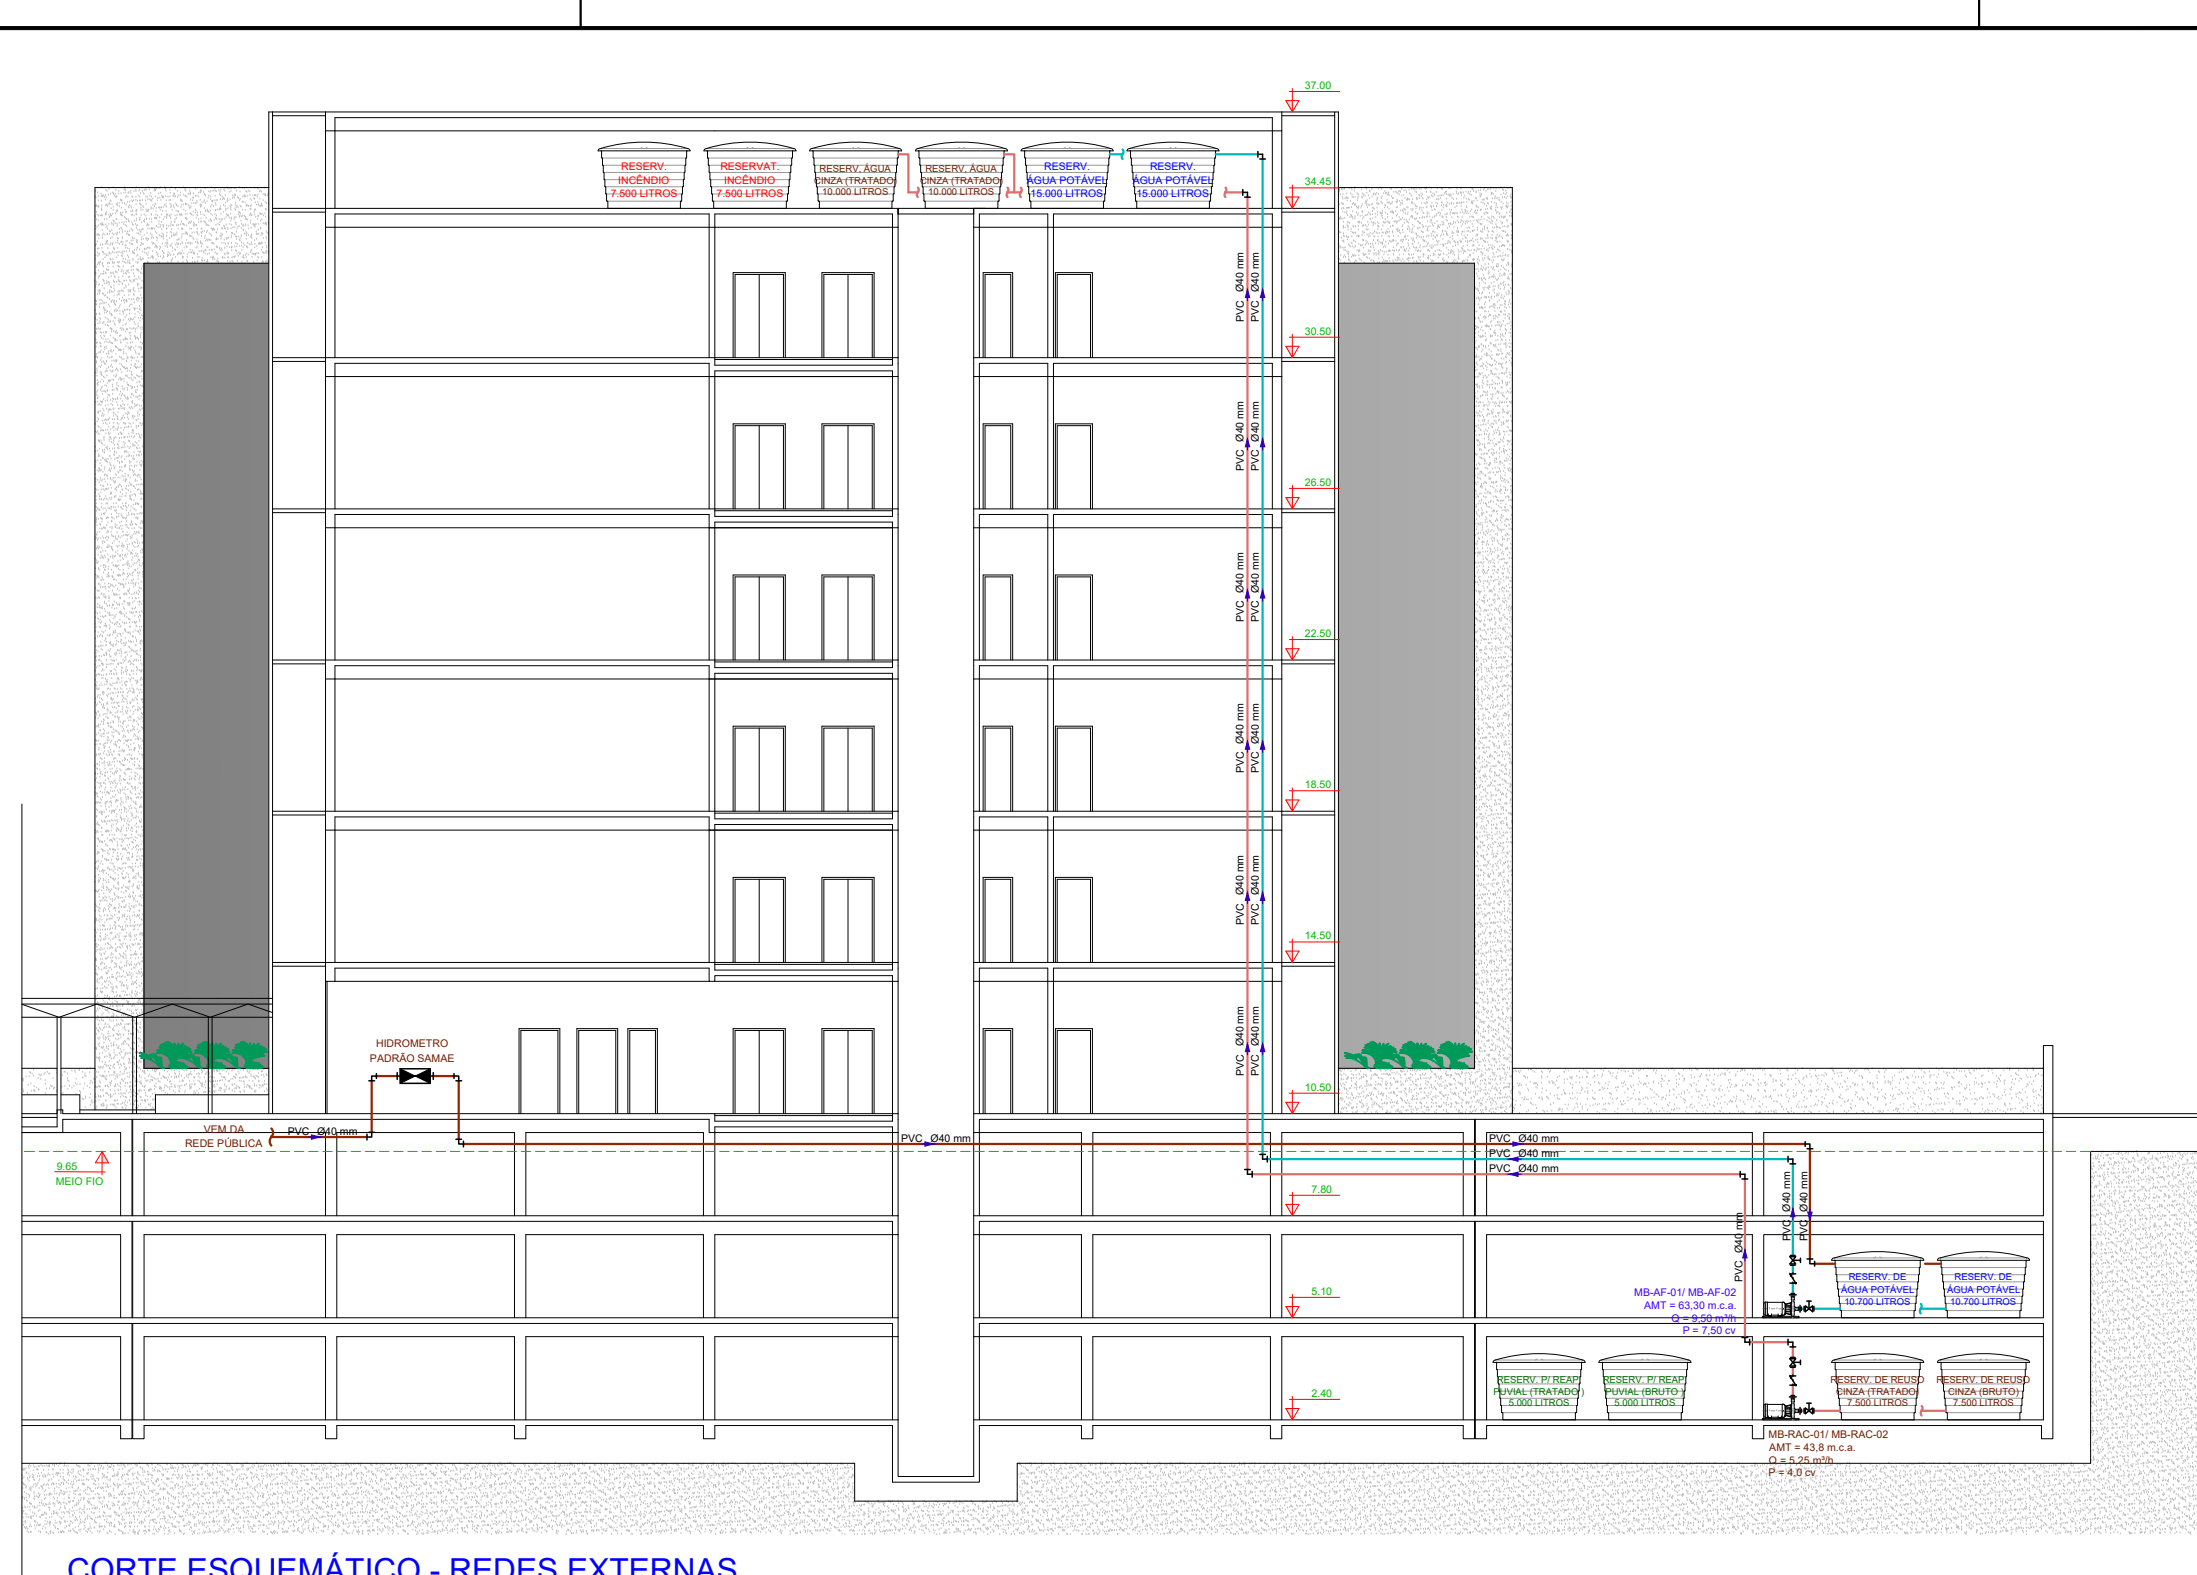 37.00
RESERV.
INCÊNDIO
7.500 LITROS
RESERVAT.
INCÊNDIO
7.500 LITROS
RESERV, ÁGUA
CINZA (TRATADO)
10.000 LITROS
RESERV, ÁGUA
CINZA (TRATADO)
10.000 LITROS
RESERV.
ÁGUA POTÁVEL
15.000 LITROS
RESERV.
ÁGUA POTÁVEL
15.000 LITROS
34.45
PVC Ø40 mm
PVC Ø40 mm
30.50
PVC Ø40 mm
PVC Ø40 mm
26.50
PVC Ø40 mm
PVC Ø40 mm
22.50
PVC Ø40 mm
PVC Ø40 mm
18.50
PVC Ø40 mm
PVC Ø40 mm
14.50
PVC Ø40 mm
PVC Ø40 mm
HIDROMETRO
PADRÃO SAMAE
10.50
VEM DA
REDE PÚBLICA
PVC Ø40 mm
PVC Ø40 mm
PVC Ø40 mm
PVC Ø40 mm
PVC Ø40 mm
9.65
MEIO FIO
7.80
PVC Ø40 mm
PVC Ø40 mm
PVC Ø40 mm
5.10
MB-AF-01/ MB-AF-02
AMT = 63,30 m.c.a.
Q = 9,50 m³/h
P = 7,50 cv
RESERV. DE
ÁGUA POTÁVEL
10.700 LITROS
RESERV. DE
ÁGUA POTÁVEL
10.700 LITROS
2.40
RESERV. P/ REAP.
PUVIAL (TRATADO )
5.000 LITROS
RESERV. P/ REAP.
PUVIAL (BRUTO )
5.000 LITROS
RESERV. DE REUSO
CINZA (TRATADO)
7.500 LITROS
RESERV. DE REUSO
CINZA (BRUTO)
7.500 LITROS
MB-RAC-01/ MB-RAC-02
AMT = 43,8 m.c.a.
Q = 5,25 m³/h
P = 4,0 cv
CORTE ESQUEMÁTICO - REDES EXTERNAS